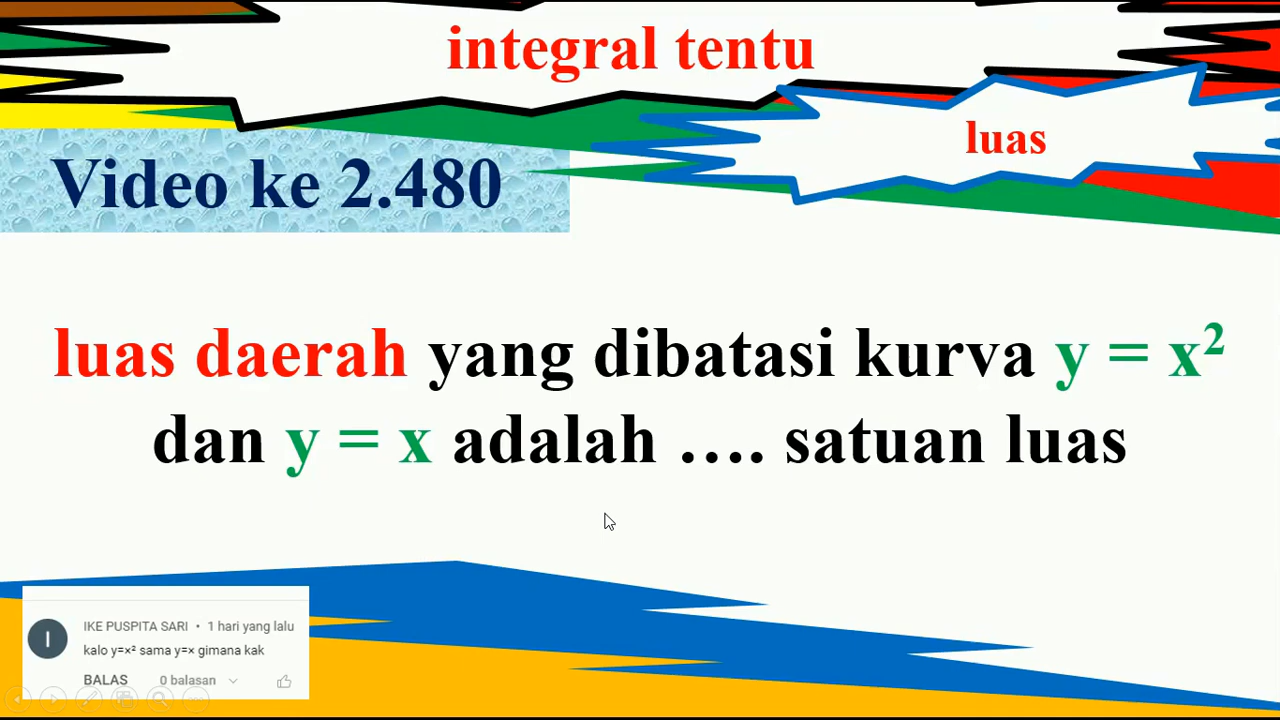 integral tentu
luas
Video ke 2.480
luas daerah yang dibatasi kurva y = x²
dan y = x adalah …. satuan luas
I
IKE PUSPITA SARI • 1 hari yang lalu
kalo y=x² sama y=x gimana kak
BALAS 0 balasan